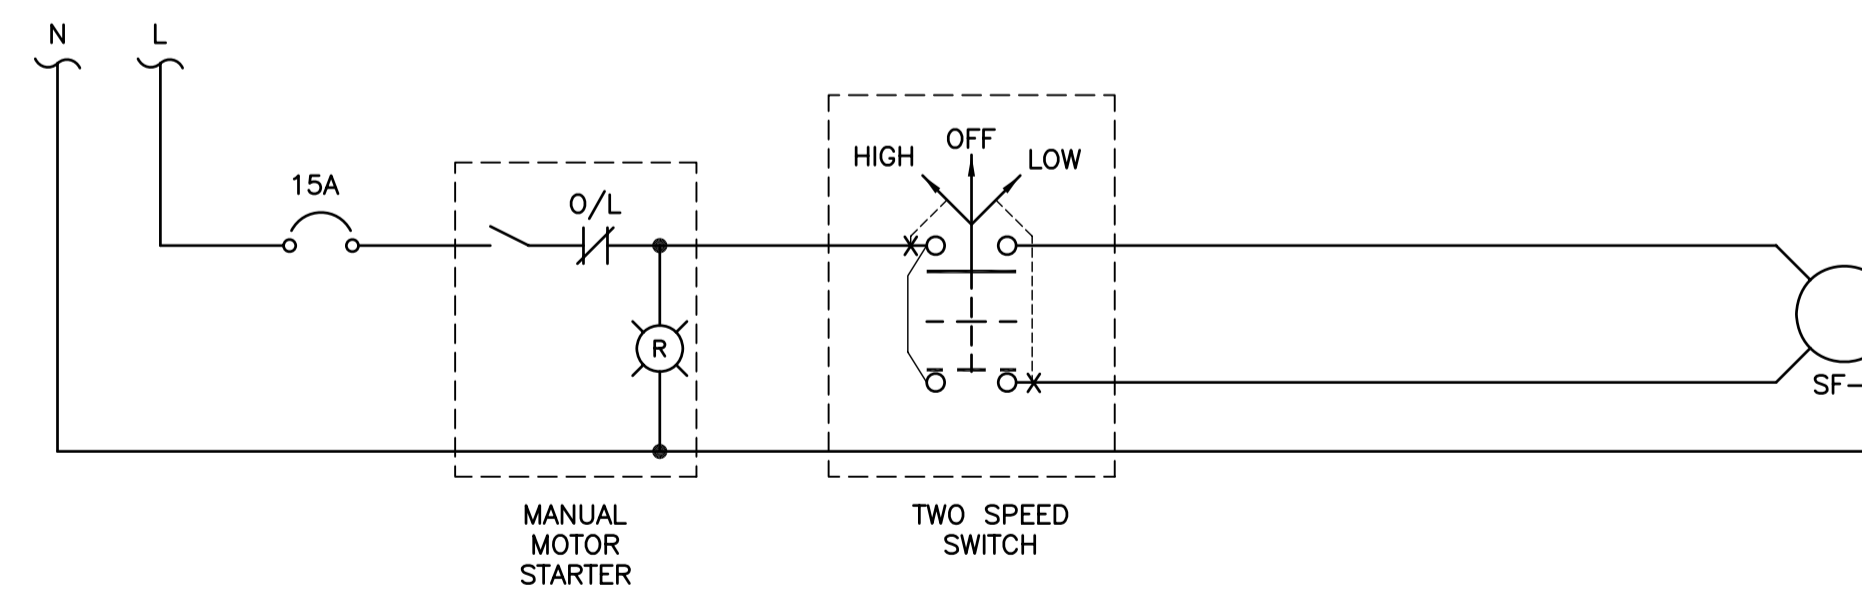 N
L
15A
O/L
R
HIGH
OFF
LOW
SF-
MANUAL
MOTOR
STARTER
TWO SPEED
SWITCH